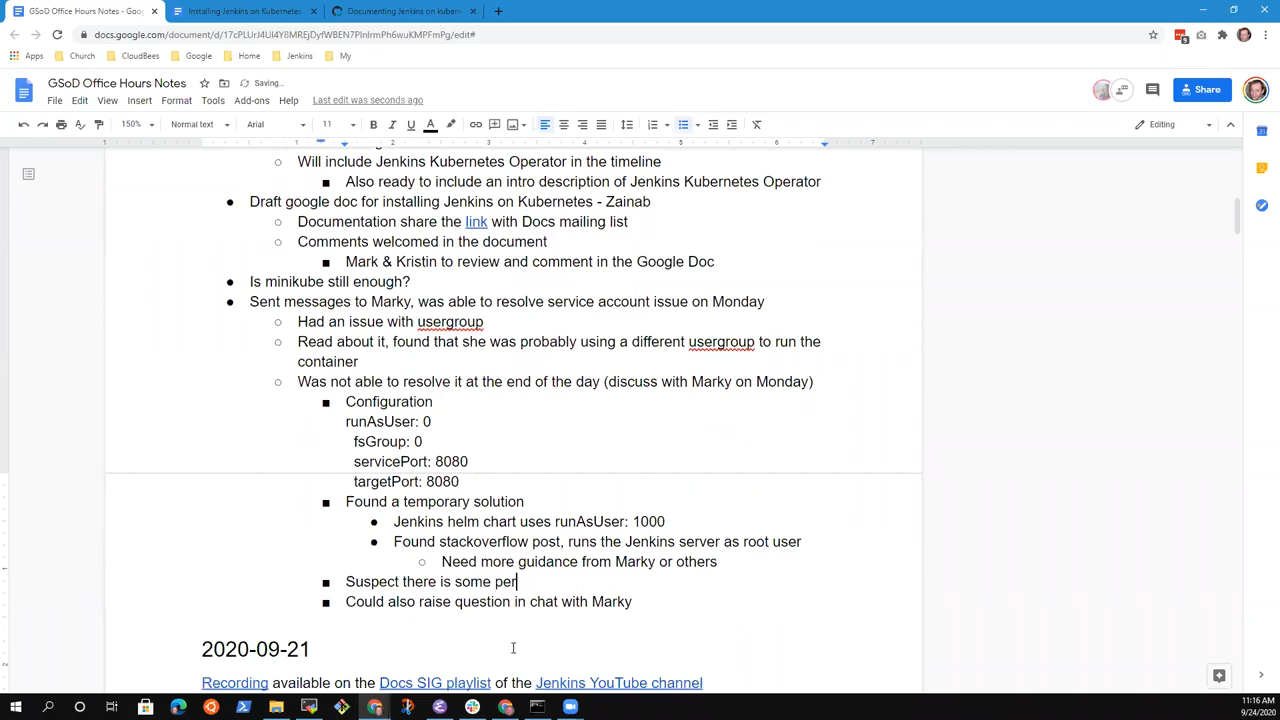 GSoD Office Hours Notes - Goo
Installing Jenkins on Kubernetes
Documenting Jenkins on kubern
docs.google.com/document/d/17cPLUrJ4Ul4Y8MREjDyfWBEN7PInlrmPh6wuKMPFmPg/edit#
Apps Church CloudBees Google Home Jenkins My
GSoD Office Hours Notes Saving...
File Edit View Insert Format Tools Add-ons Help Last edit was seconds ago
Share
150% Normal text Arial 11 Editing
1 1 2 3 4 5 6 7
Will include Jenkins Kubernetes Operator in the timeline
Also ready to include an intro description of Jenkins Kubernetes Operator
Draft google doc for installing Jenkins on Kubernetes - Zainab
Documentation share the link with Docs mailing list
Comments welcomed in the document
Mark & Kristin to review and comment in the Google Doc
Is minikube still enough?
Sent messages to Marky, was able to resolve service account issue on Monday
Had an issue with usergroup
Read about it, found that she was probably using a different usergroup to run the
container
Was not able to resolve it at the end of the day (discuss with Marky on Monday)
Configuration
runAsUser: 0
fsGroup: 0
servicePort: 8080
targetPort: 8080
Found a temporary solution
Jenkins helm chart uses runAsUser: 1000
Found stackoverflow post, runs the Jenkins server as root user
Need more guidance from Marky or others
Suspect there is some per
Could also raise question in chat with Marky
2020-09-21
Recording available on the Docs SIG playlist of the Jenkins YouTube channel
11:16 AM
9/24/2020